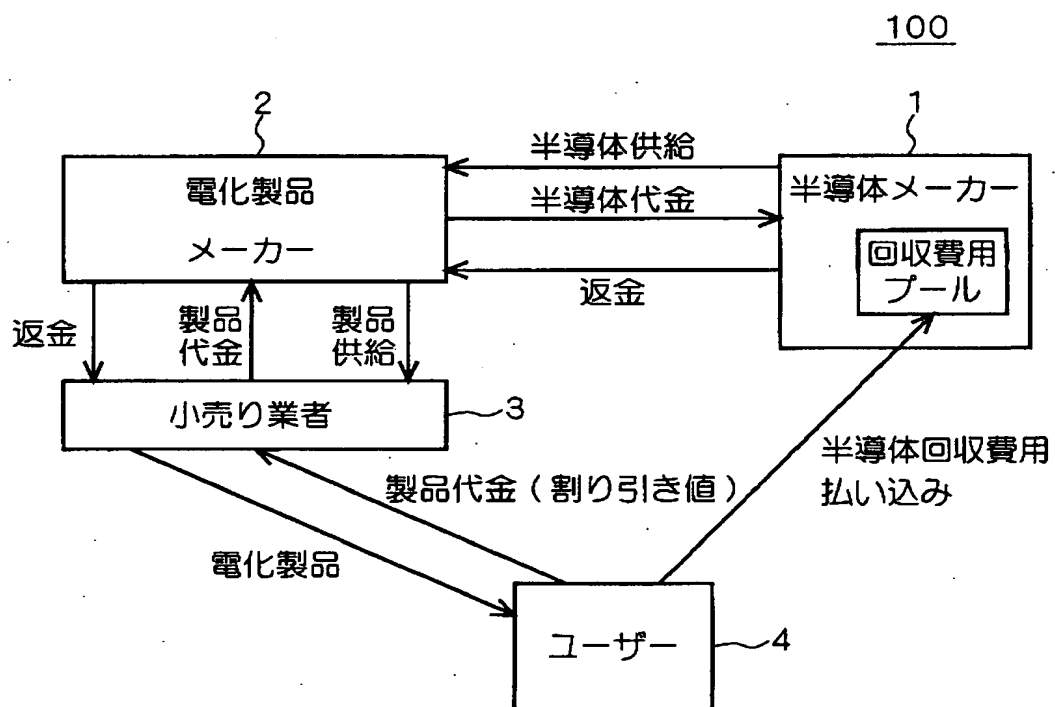 100
2
1
電化製品
メーカー
半導体供給
半導体代金
返金
半導体メーカー
回収費用
プール
返金
製品
代金
製品
供給
小売り業者
3
製品代金(割り引き値)
半導体回収費用
払い込み
電化製品
ユーザー
4